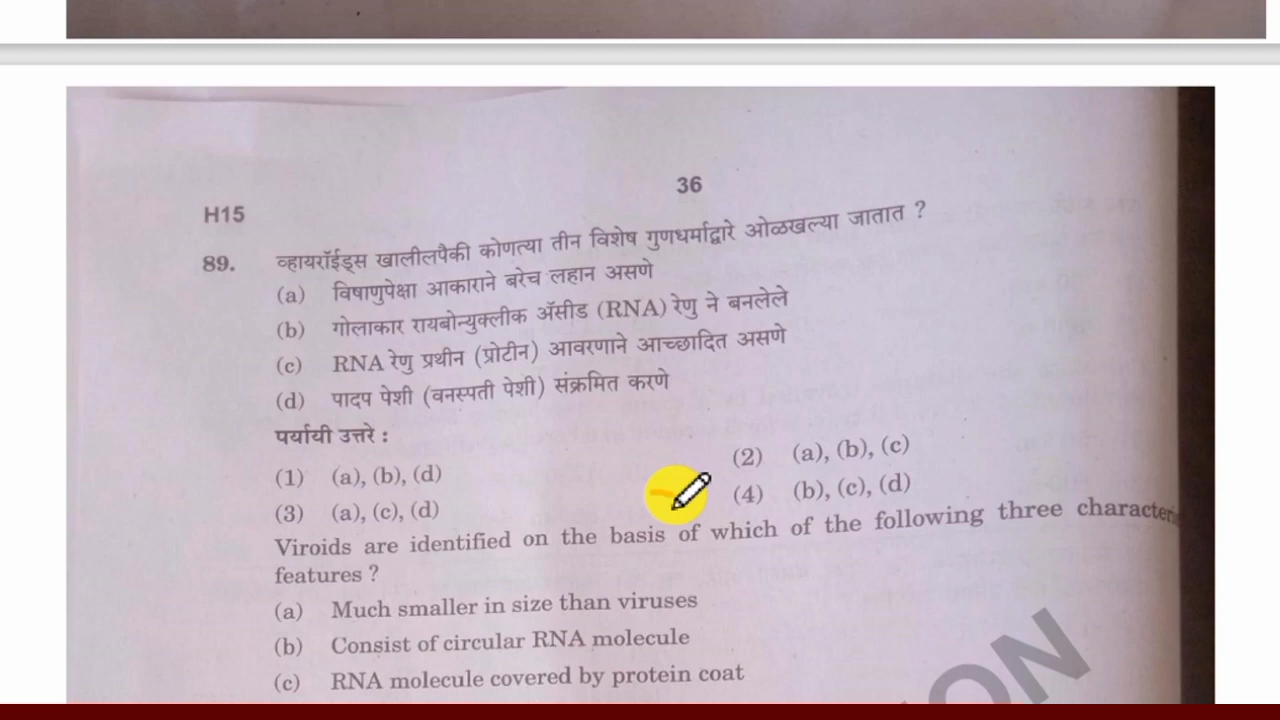 36
H15
89. व्हायरॉईड्स खालीलपैकी कोणत्या तीन विशेष गुणधर्माद्वारे ओळखल्या जातात ?
(a) विषाणुपेक्षा आकाराने बरेच लहान असणे
(b) गोलाकार रायबोन्युक्लीक ॲसीड (RNA) रेणु ने बनलेले
(c) RNA रेणु प्रथीन (प्रोटीन) आवरणाने आच्छादित असणे
(d) पादप पेशी (वनस्पती पेशी) संक्रमित करणे
पर्यायी उत्तरे :
(1) (a), (b), (d) (2) (a), (b), (c)
(3) (a), (c), (d) (4) (b), (c), (d)
Viroids are identified on the basis of which of the following three
features ?
(a) Much smaller in size than viruses
(b) Consist of circular RNA molecule
(c) RNA molecule covered by protein coat